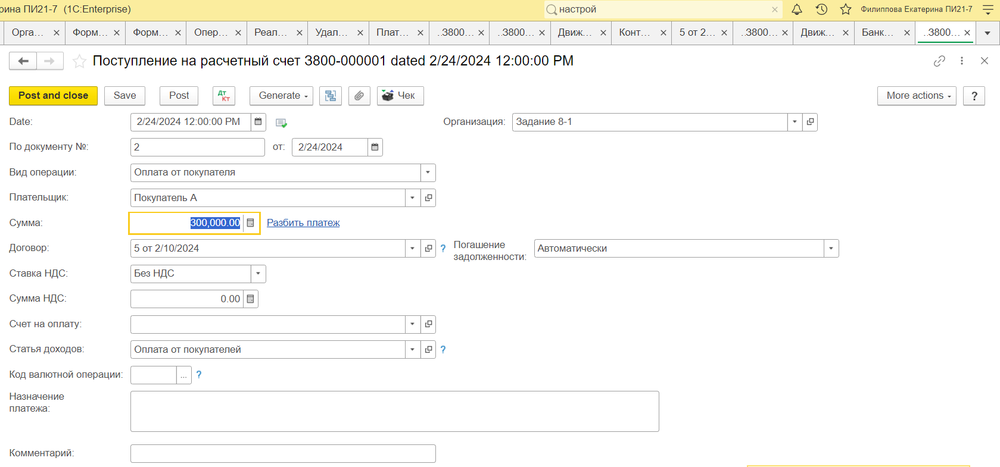 рина ПИ21-7 (1C:Enterprise)
настрой
Филиппова Екатерина ПИ21-7
Орга...
Форм...
Форм...
Опер...
Реал...
Удал...
Плат...
..3800...
..3800...
Движ...
Конт...
5 от 2...
..3800...
Движ...
Банк...
..3800...
Поступление на расчетный счет 3800-000001 dated 2/24/2024 12:00:00 PM
Post and close
Save
Post
Дт Кт
Generate
Чек
More actions
?
Date: 2/24/2024 12:00:00 PM
Организация: Задание 8-1
По документу №: 2 от: 2/24/2024
Вид операции: Оплата от покупателя
Плательщик: Покупатель А
Сумма: 300,000.00 Разбить платеж
Договор: 5 от 2/10/2024 ?
Погашение
задолженности: Автоматически
Ставка НДС: Без НДС
Сумма НДС: 0.00
Счет на оплату:
Статья доходов: Оплата от покупателей ?
Код валютной операции: ... ?
Назначение
платежа:
Комментарий: